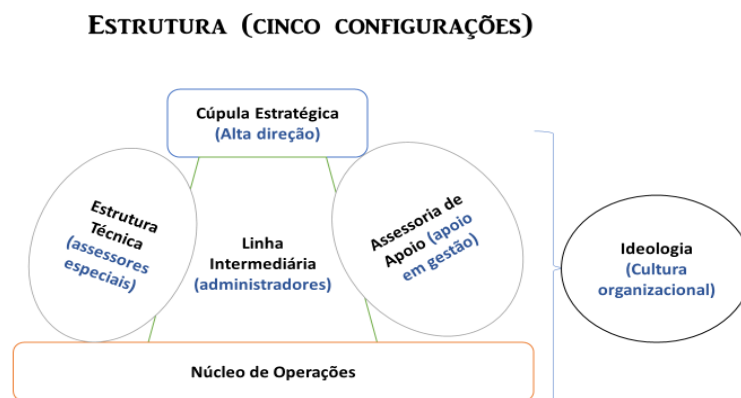 ESTRUTURA (CINCO CONFIGURAÇÕES)
Cúpula Estratégica
(Alta direção)
Estrutura
Técnica
(assessores
especiais)
Linha
Intermediária
(administradores)
Assessoria de
Apoio (apoio
em gestão)
Ideologia
(Cultura
organizacional)
Núcleo de Operações